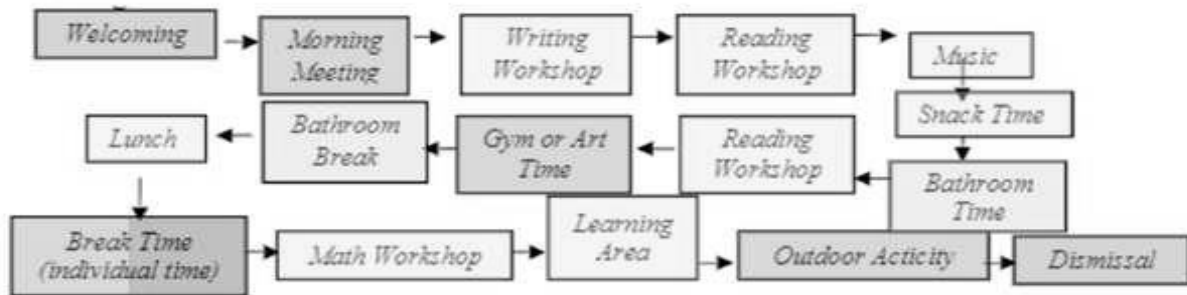 Welcoming
Morning
Meeting
Writing
Workshop
Reading
Workshop
Music
Snack Time
Bathroom
Time
Reading
Workshop
Gym or Art
Time
Bathroom
Break
Lunch
Break Time
(individual time)
Math Workshop
Learning
Area
Outdoor Acticity
Dismissal